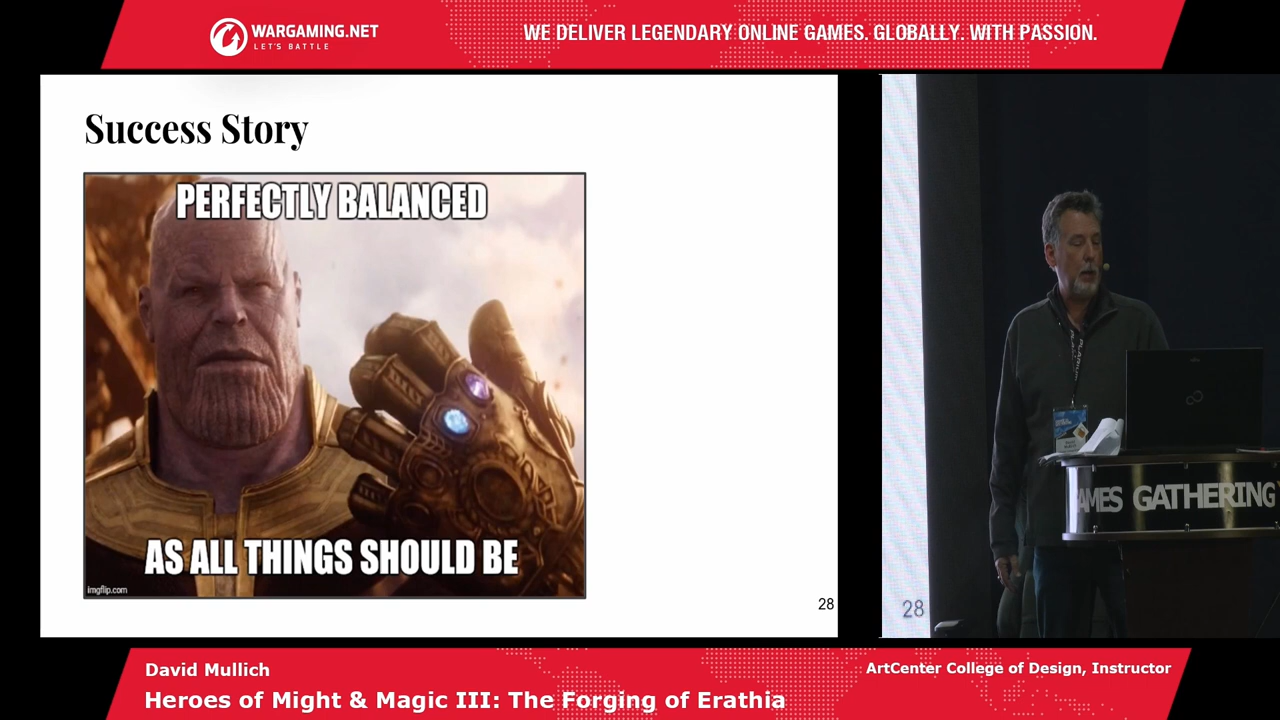 WARGAMING.NET
LET'S BATTLE
WE DELIVER LEGENDARY ONLINE GAMES. GLOBALLY. WITH PASSION.
Success Story
PERFECTLY BALANCED
AS ALL THINGS SHOULD BE
imgflip.com
28
AMES GATHERING
28
David Mullich
ArtCenter College of Design, Instructor
Heroes of Might & Magic III: The Forging of Erathia